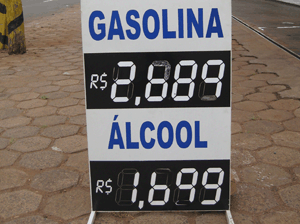 GASOLINA
R$ 2,889
ÁLCOOL
R$ 1,699